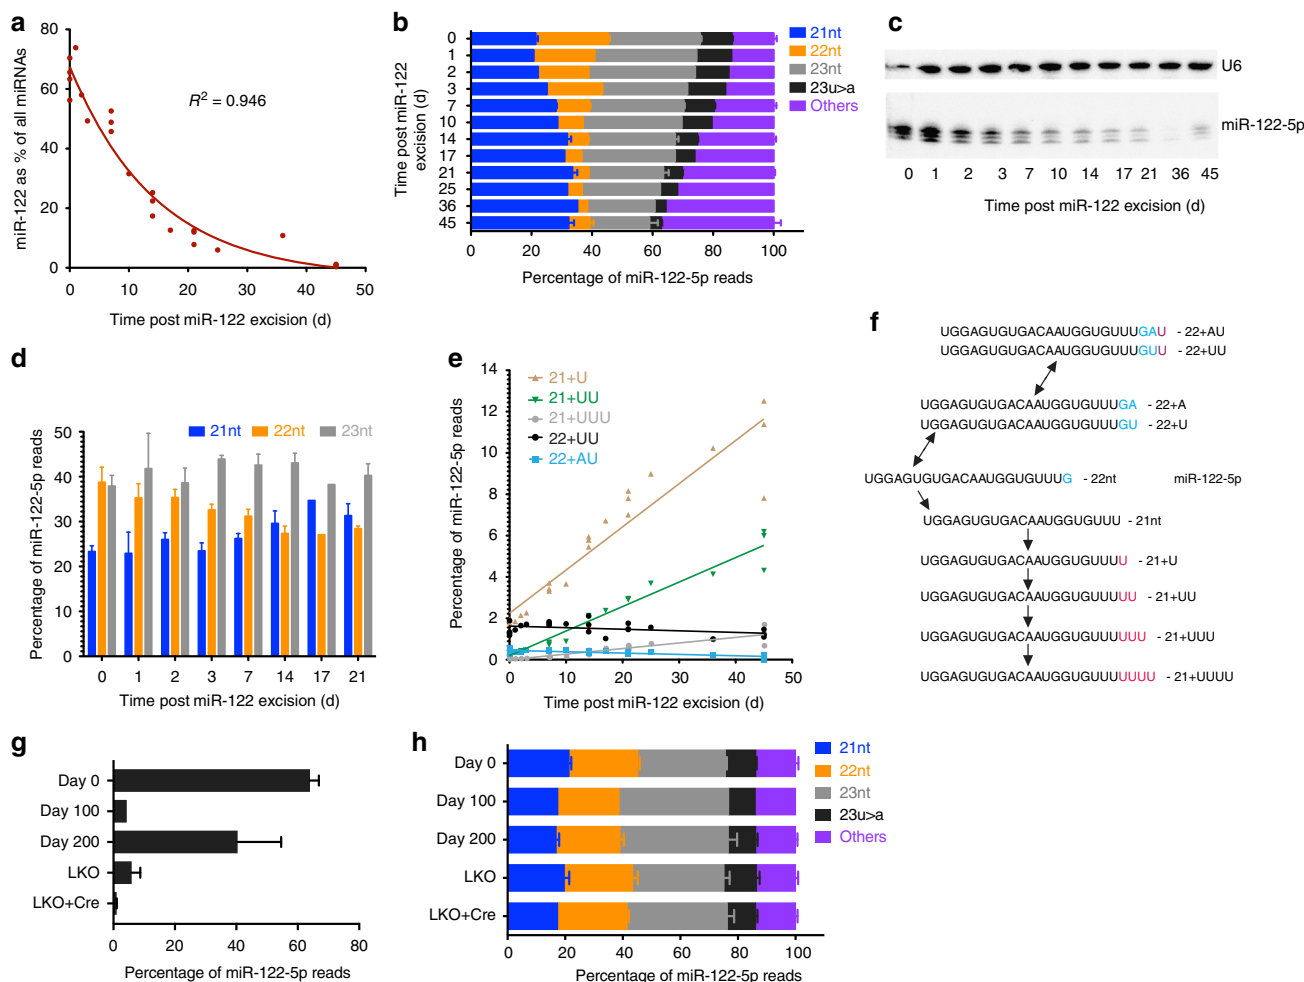 a
80
60
40
20
0
0 10 20 30 40 50
R² = 0.946
miR-122 as % of all miRNAs
Time post miR-122 excision (d)
b
0
1
2
3
7
10
14
17
21
25
36
45
Time post miR-122
excision (d)
0 20 40 60 80 100
Percentage of miR-122-5p reads
21nt
22nt
23nt
23u>a
Others
c
U6
miR-122-5p
0 1 2 3 7 10 14 17 21 36 45
Time post miR-122 excision (d)
d
21nt 22nt 23nt
50
40
30
20
10
0
Percentage of miR-122-5p reads
0 1 2 3 7 14 17 21
Time post miR-122 excision (d)
e
14
12
10
8
6
4
2
0
Percentage of miR-122-5p reads
21+U
21+UU
21+UUU
22+UU
22+AU
0 10 20 30 40 50
Time post miR-122 excision (d)
f
UGGAGUGUGACAAUGGUGUUUGAU - 22+AU
UGGAGUGUGACAAUGGUGUUUGUU - 22+UU
UGGAGUGUGACAAUGGUGUUUGA - 22+A
UGGAGUGUGACAAUGGUGUUUGU - 22+U
UGGAGUGUGACAAUGGUGUUUG - 22nt miR-122-5p
UGGAGUGUGACAAUGGUGUUU - 21nt
UGGAGUGUGACAAUGGUGUUUU - 21+U
UGGAGUGUGACAAUGGUGUUUUU - 21+UU
UGGAGUGUGACAAUGGUGUUUUUU - 21+UUU
UGGAGUGUGACAAUGGUGUUUUUUU - 21+UUUU
g
Day 0
Day 100
Day 200
LKO
LKO+Cre
0 20 40 60 80
Percentage of miR-122-5p reads
h
Day 0
Day 100
Day 200
LKO
LKO+Cre
0 20 40 60 80 100
Percentage of miR-122-5p reads
21nt
22nt
23nt
23u>a
Others